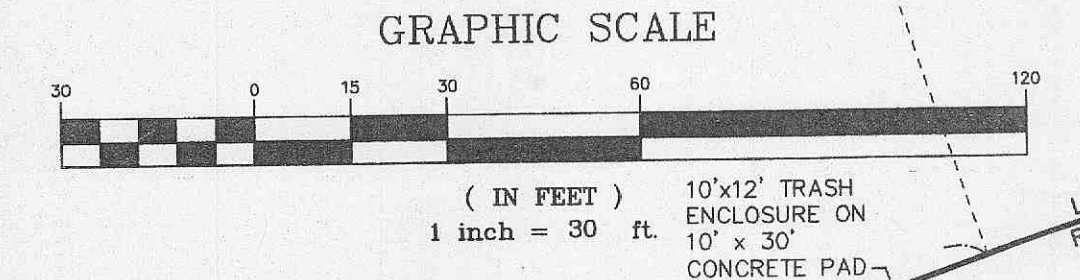 GRAPHIC SCALE
30 0 15 30 60 120
( IN FEET )
1 inch = 30 ft.
10'x12' TRASH
ENCLOSURE ON
10' x 30'
CONCRETE PAD